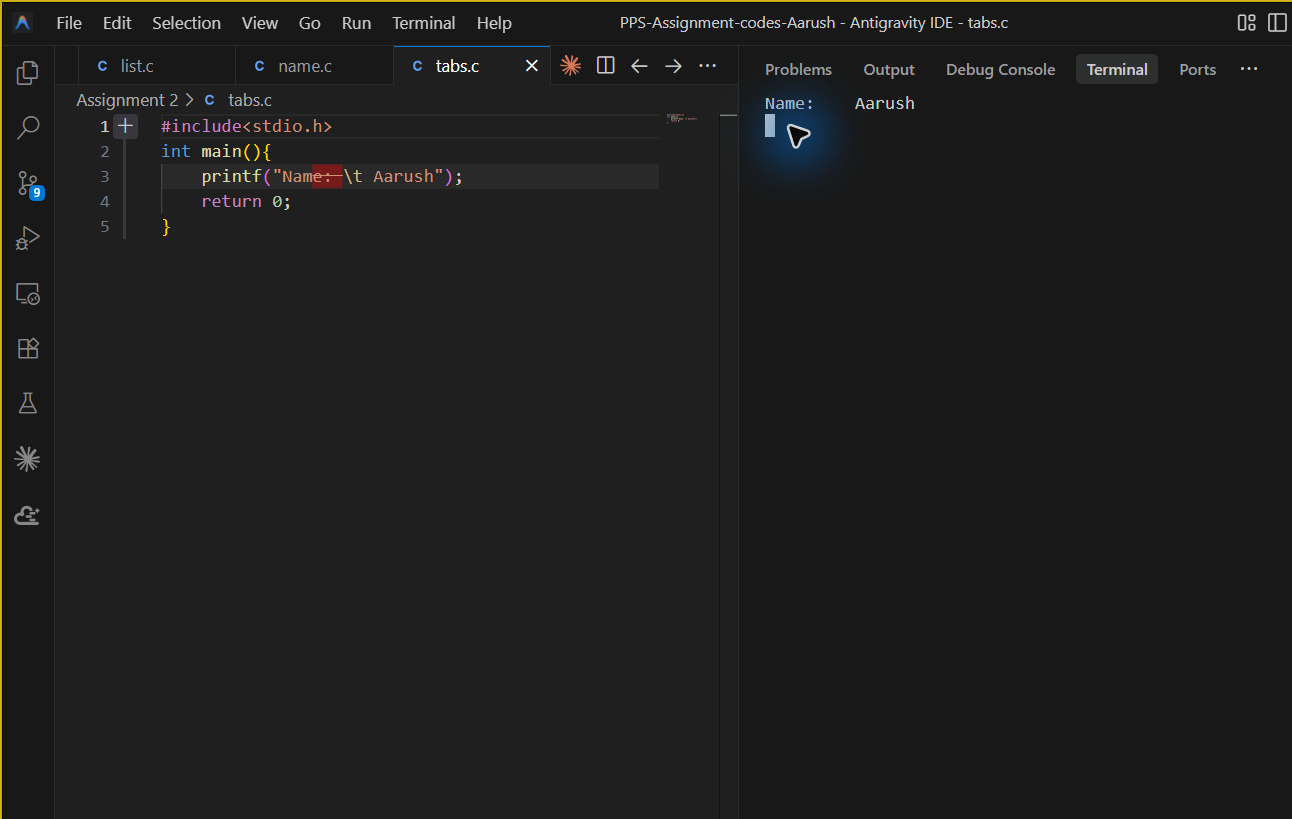 File Edit Selection View Go Run Terminal Help PPS-Assignment-codes-Aarush - Antigravity IDE - tabs.c
C list.c C name.c C tabs.c
Problems Output Debug Console Terminal Ports
Assignment 2 > C tabs.c
1 #include<stdio.h>
2 int main(){
3 printf("Name: \t Aarush");
4 return 0;
5 }
Name: Aarush
9